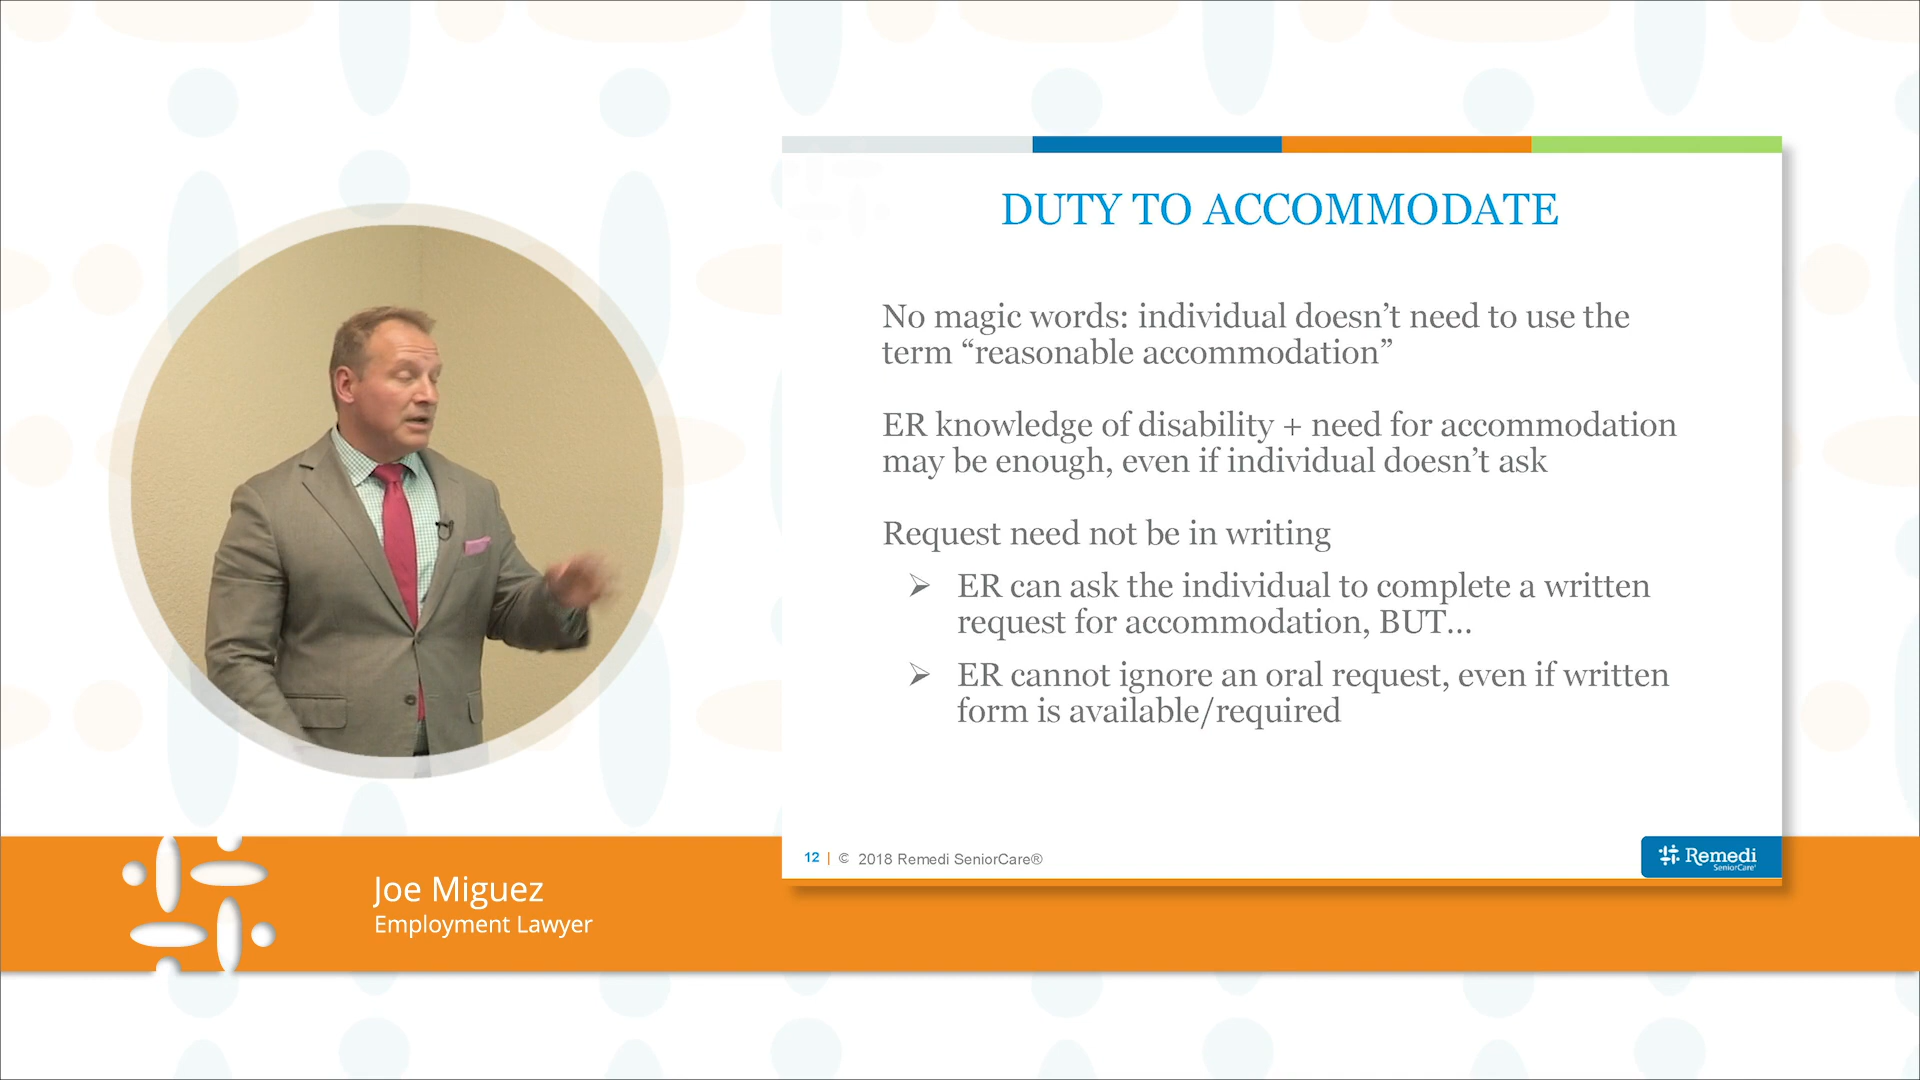 DUTY TO ACCOMMODATE
No magic words: individual doesn’t need to use the
term “reasonable accommodation”
ER knowledge of disability + need for accommodation
may be enough, even if individual doesn’t ask
Request need not be in writing
➢ ER can ask the individual to complete a written
request for accommodation, BUT…
➢ ER cannot ignore an oral request, even if written
form is available/required
12 | © 2018 Remedi SeniorCare®
Remedi
SeniorCare®
Joe Miguez
Employment Lawyer